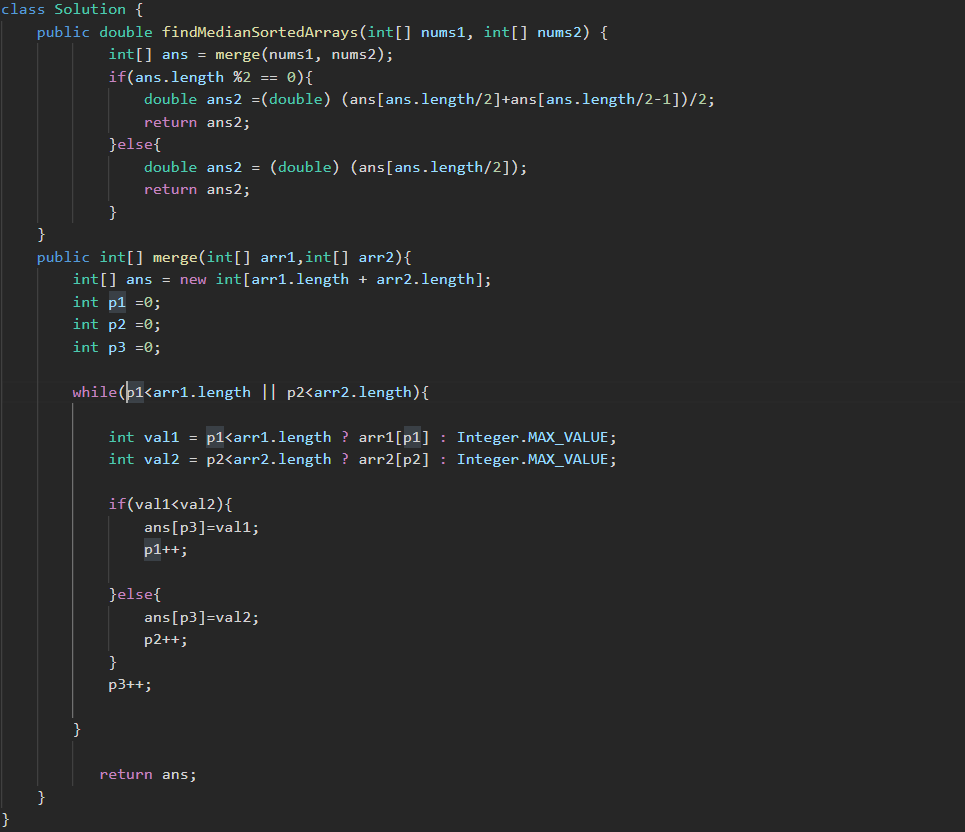 class Solution {
    public double findMedianSortedArrays(int[] nums1, int[] nums2) {
            int[] ans = merge(nums1, nums2);
            if(ans.length %2 == 0){
                double ans2 =(double) (ans[ans.length/2]+ans[ans.length/2-1])/2;
                return ans2;
            }else{
                double ans2 = (double) (ans[ans.length/2]);
                return ans2;
            }
    }
    public int[] merge(int[] arr1,int[] arr2){
        int[] ans = new int[arr1.length + arr2.length];
        int p1 =0;
        int p2 =0;
        int p3 =0;
        while(p1<arr1.length || p2<arr2.length){
            int val1 = p1<arr1.length ? arr1[p1] : Integer.MAX_VALUE;
            int val2 = p2<arr2.length ? arr2[p2] : Integer.MAX_VALUE;
            if(val1<val2){
                ans[p3]=val1;
                p1++;
            }else{
                ans[p3]=val2;
                p2++;
            }
            p3++;
        }
           return ans;
    }
}